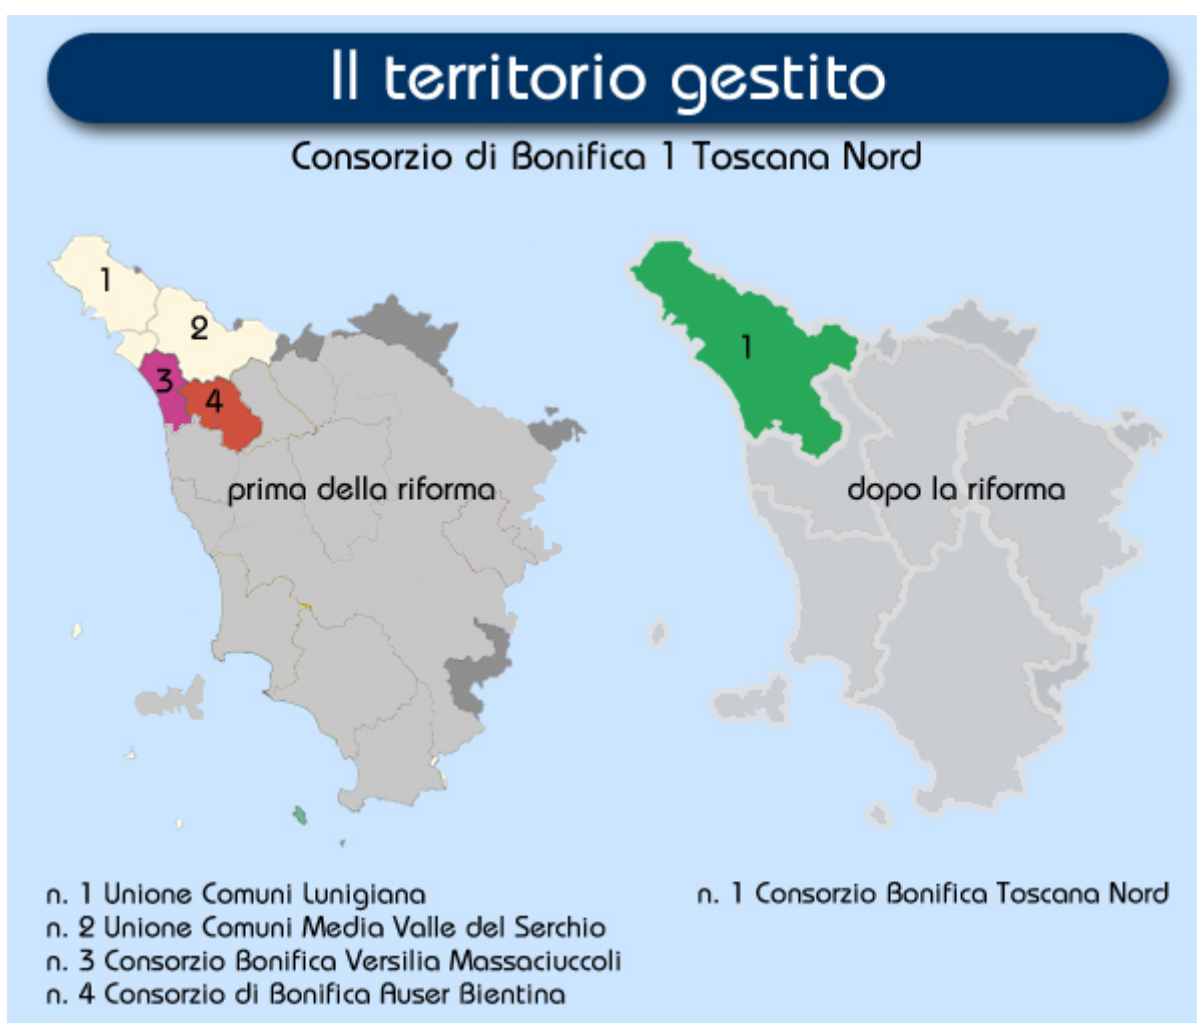 Il territorio gestito
Consorzio di Bonifica 1 Toscana Nord
1
2
3
4
prima della riforma
1
dopo la riforma
n. 1 Unione Comuni Lunigiana
n. 2 Unione Comuni Media Valle del Serchio
n. 3 Consorzio Bonifica Versilia Massaciuccoli
n. 4 Consorzio di Bonifica Auser Bientina
n. 1 Consorzio Bonifica Toscana Nord